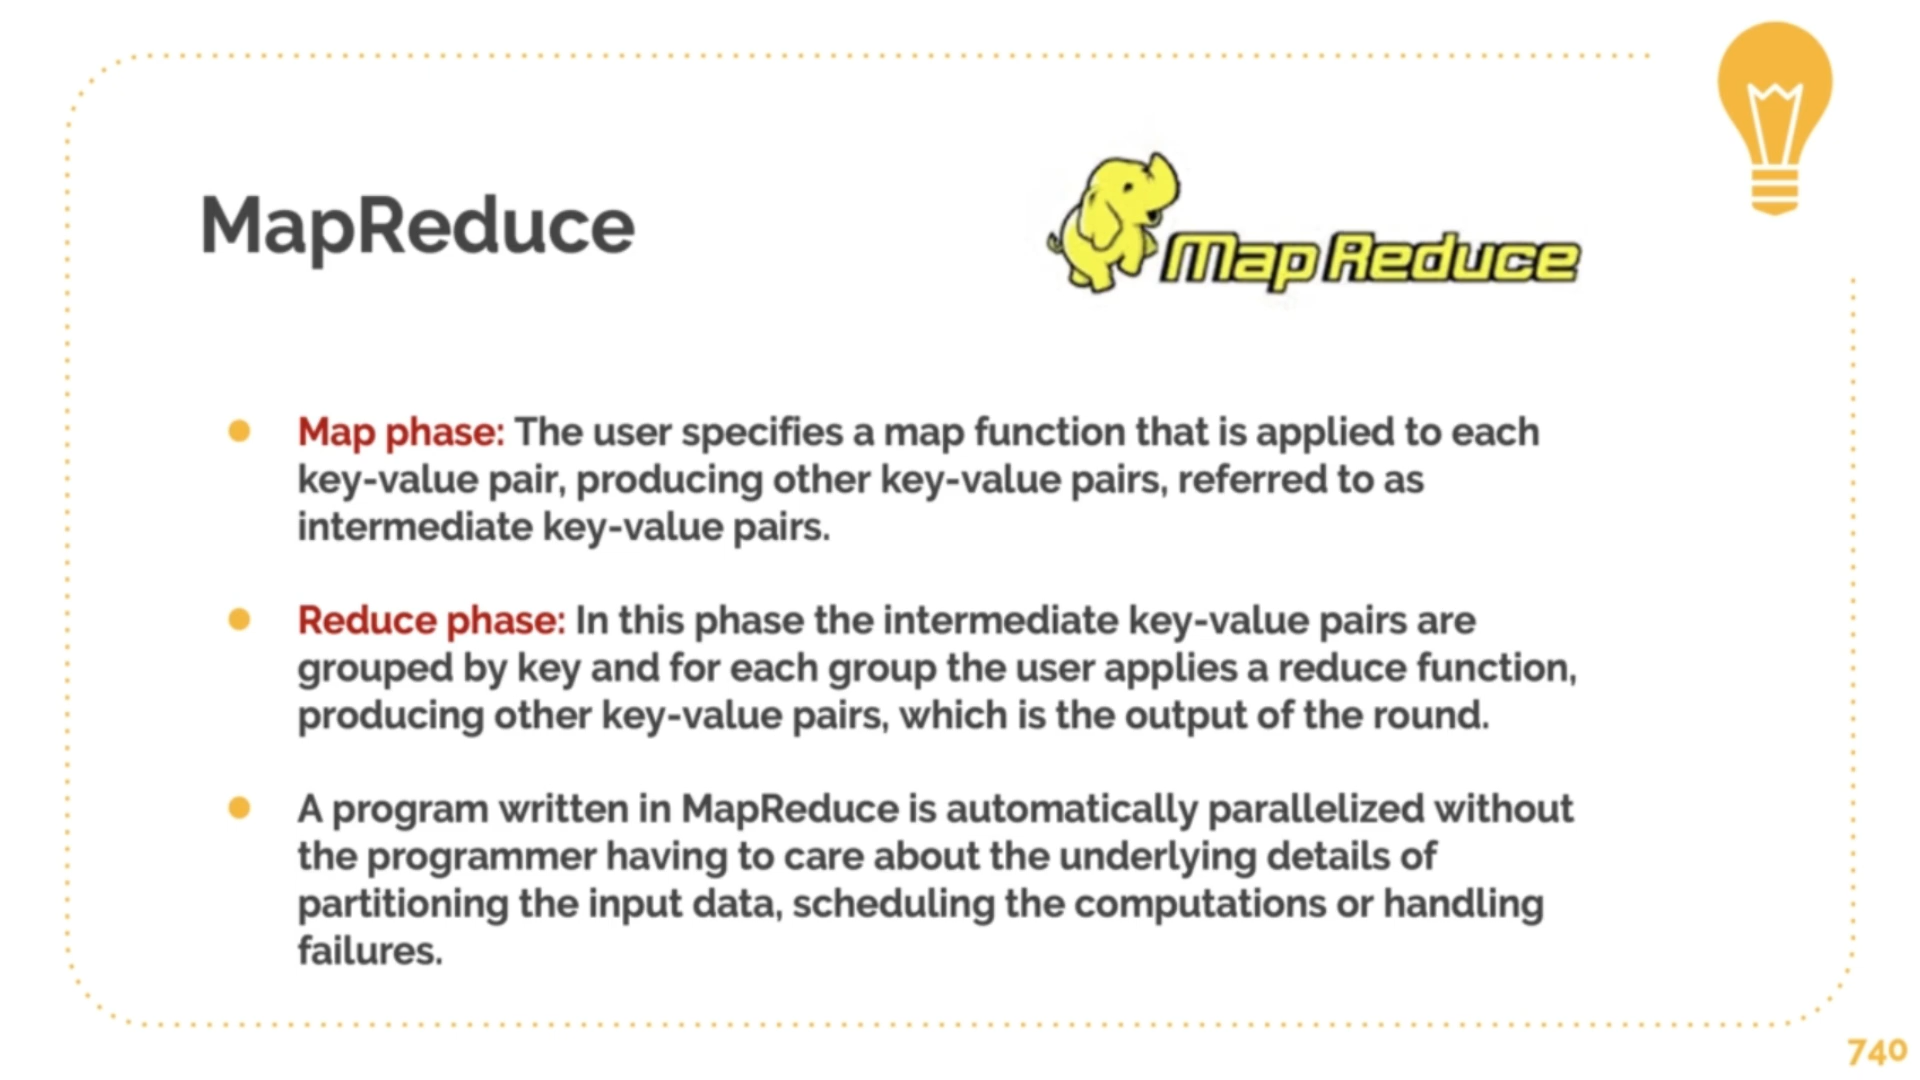 MapReduce
Map Reduce
Map phase: The user specifies a map function that is applied to each
key-value pair, producing other key-value pairs, referred to as
intermediate key-value pairs.
Reduce phase: In this phase the intermediate key-value pairs are
grouped by key and for each group the user applies a reduce function,
producing other key-value pairs, which is the output of the round.
A program written in MapReduce is automatically parallelized without
the programmer having to care about the underlying details of
partitioning the input data, scheduling the computations or handling
failures.
740